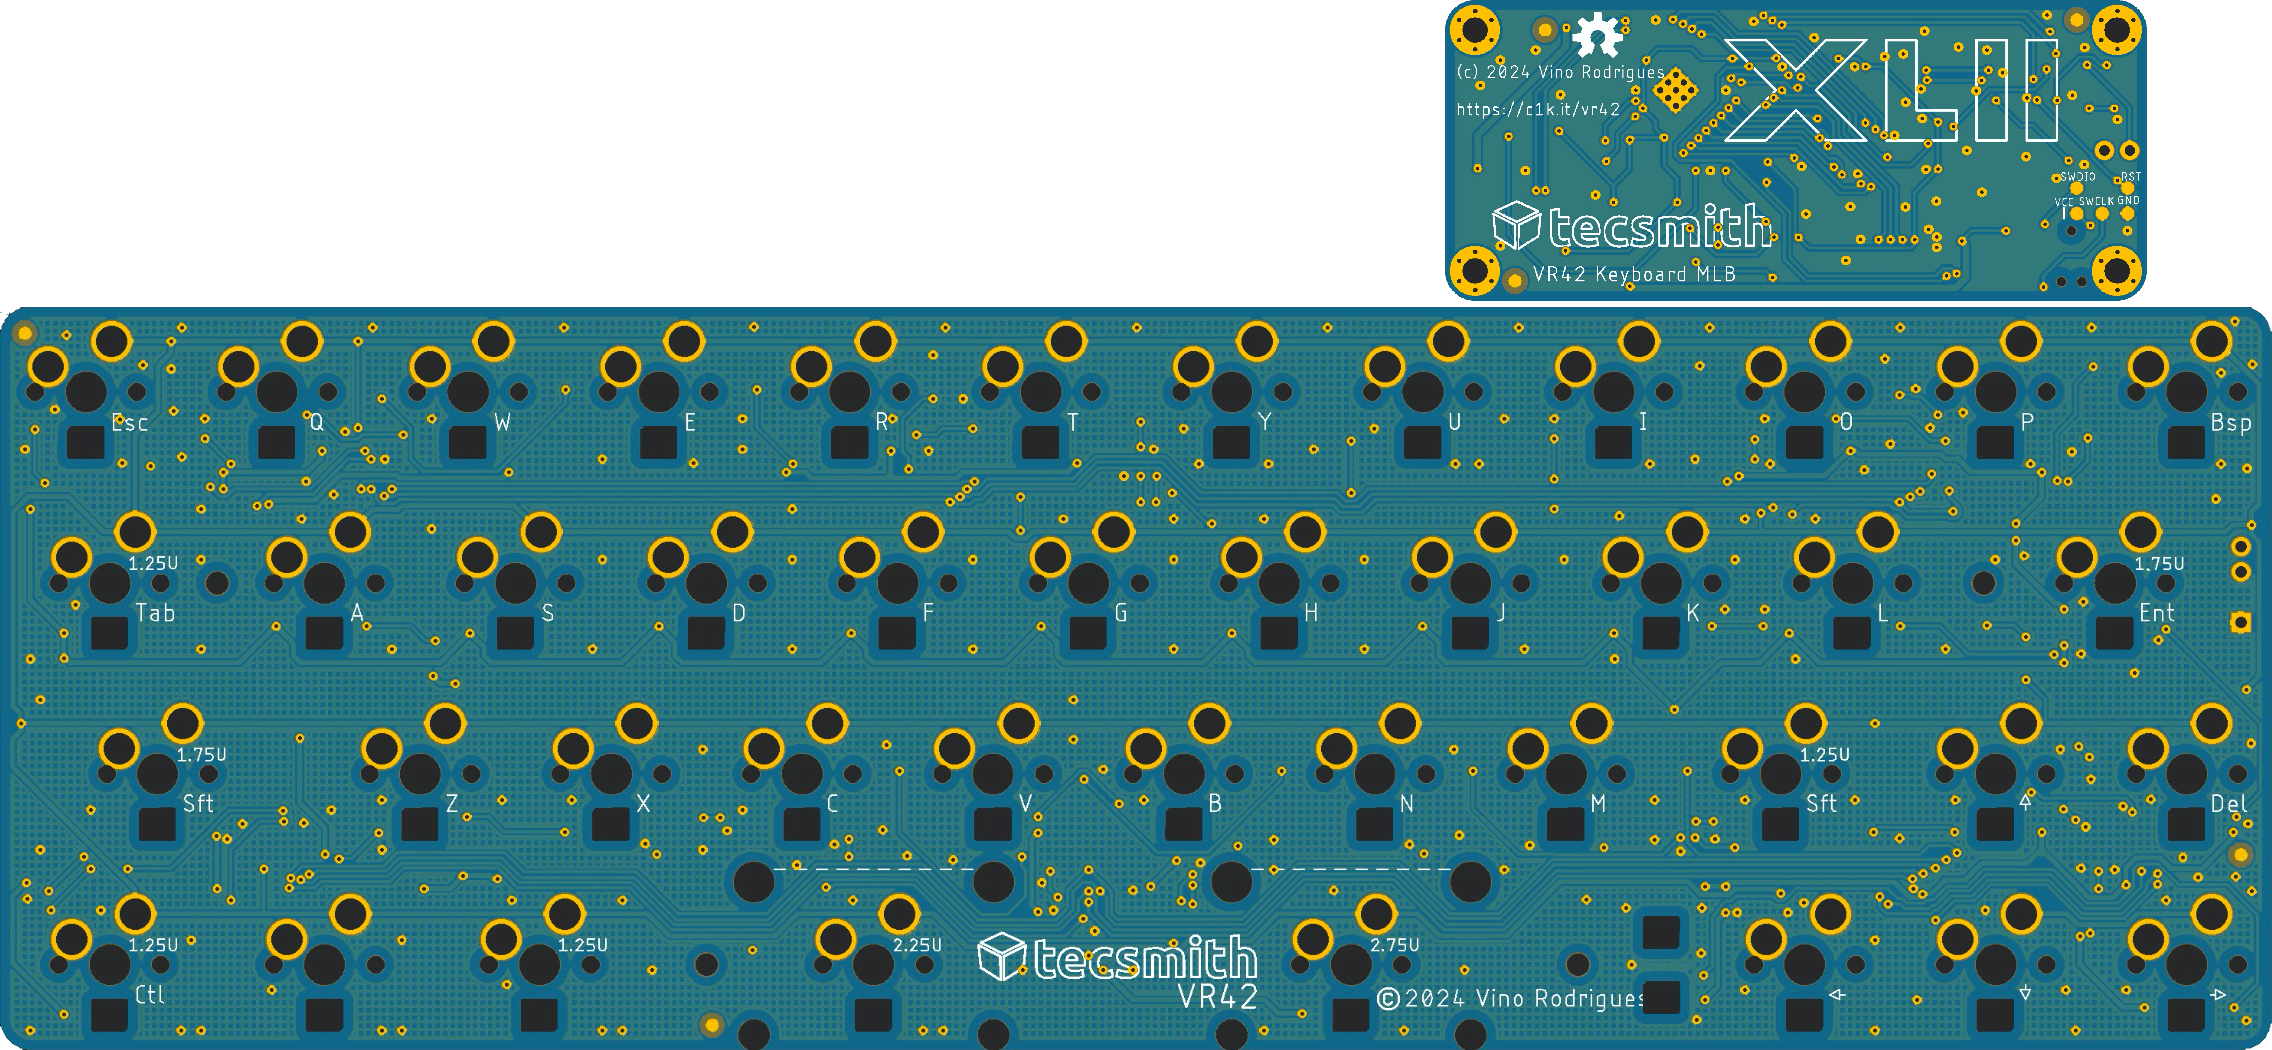 XLII
(c) 2024 Vino Rodrigues
https://c1k.it/vr42
SWDIO RST
VCC SWCLK GND
tecsmith
VR42 Keyboard MLB
Esc Q W E R T Y U I O P Bsp
1.25U 1.75U
Tab A S D F G H J K L Ent
1.75U 1.25U
Sft Z X C V B N M Sft Del
1.25U 1.25U 2.25U 2.75U
tecsmith
Ctl VR42 ©2024 Vino Rodrigues